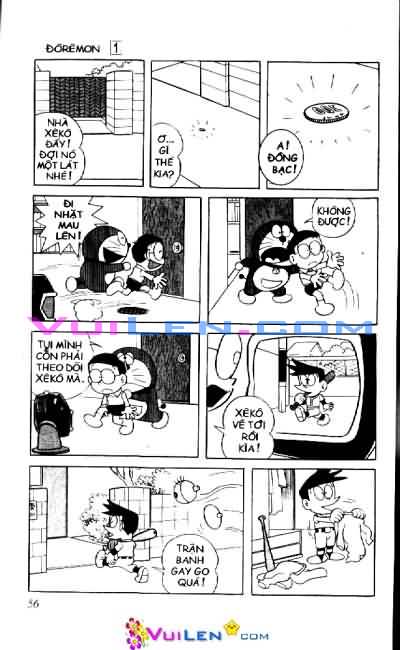 ĐÔRÊMON 1
NHÀ
XÊKÔ
ĐẤY!
ĐỢI NÓ
MỘT LÁT
NHÉ!
Ơ...
GÌ
THẾ
KIA?
A!
ĐỒNG
BẠC!
ĐI
NHẶT
MAU
LÊN!
KHÔNG
ĐƯỢC!
VUILEN.COM
TỤI MÌNH
CÒN PHẢI
THEO DÕI
XÊKÔ MÀ.
XÊKÔ
VỀ TỚI
RỒI
KÌA!
TRẬN
BANH
GAY GO
QUÁ!
36
VUILEN.COM